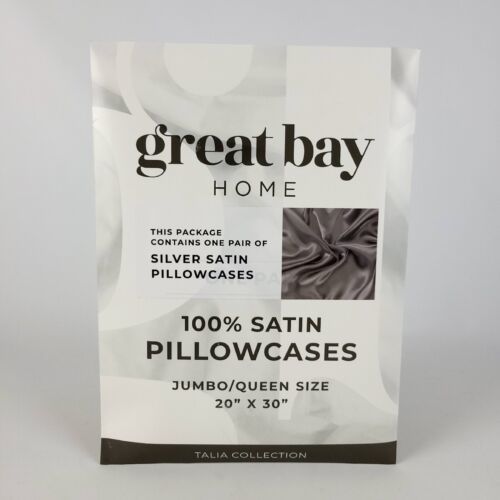 great bay
HOME
THIS PACKAGE
CONTAINS ONE PAIR OF
SILVER SATIN
PILLOWCASES
100% SATIN
PILLOWCASES
JUMBO/QUEEN SIZE
20” X 30”
TALIA COLLECTION